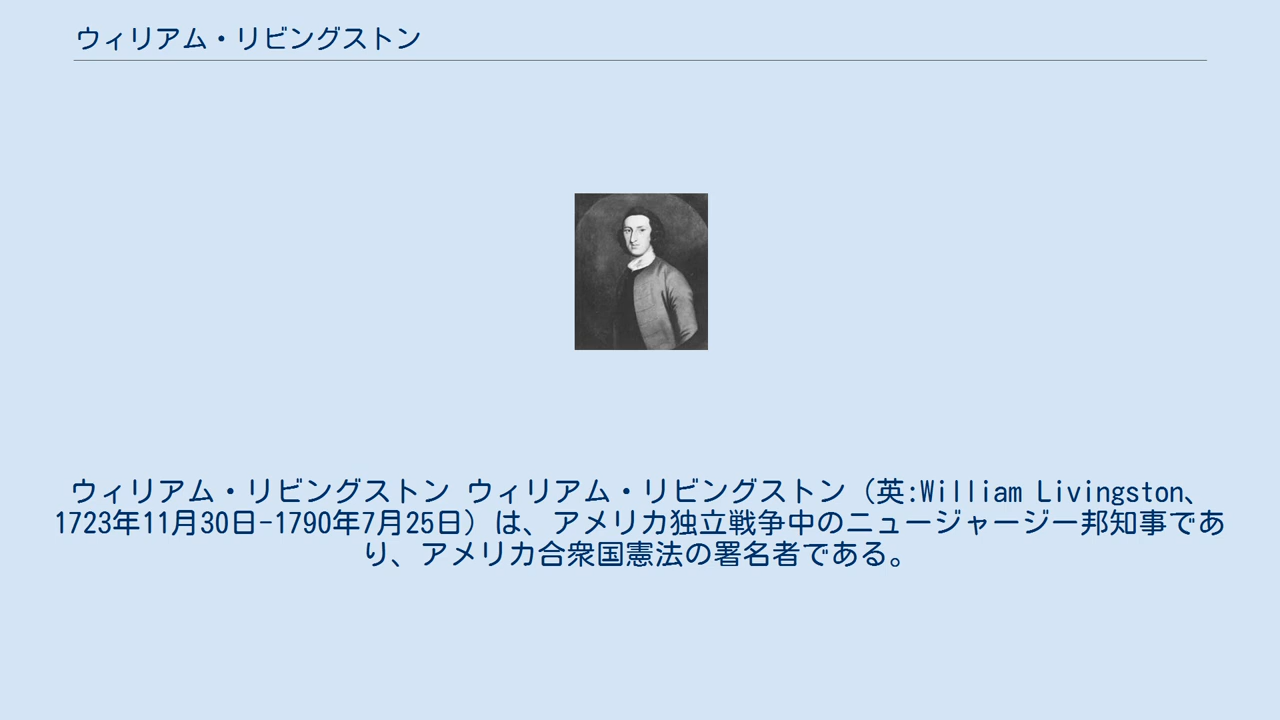 ウィリアム・リビングストン
ウィリアム・リビングストン ウィリアム・リビングストン（英:William Livingston、
1723年11月30日-1790年7月25日）は、アメリカ独立戦争中のニュージャージー邦知事であ
り、アメリカ合衆国憲法の署名者である。